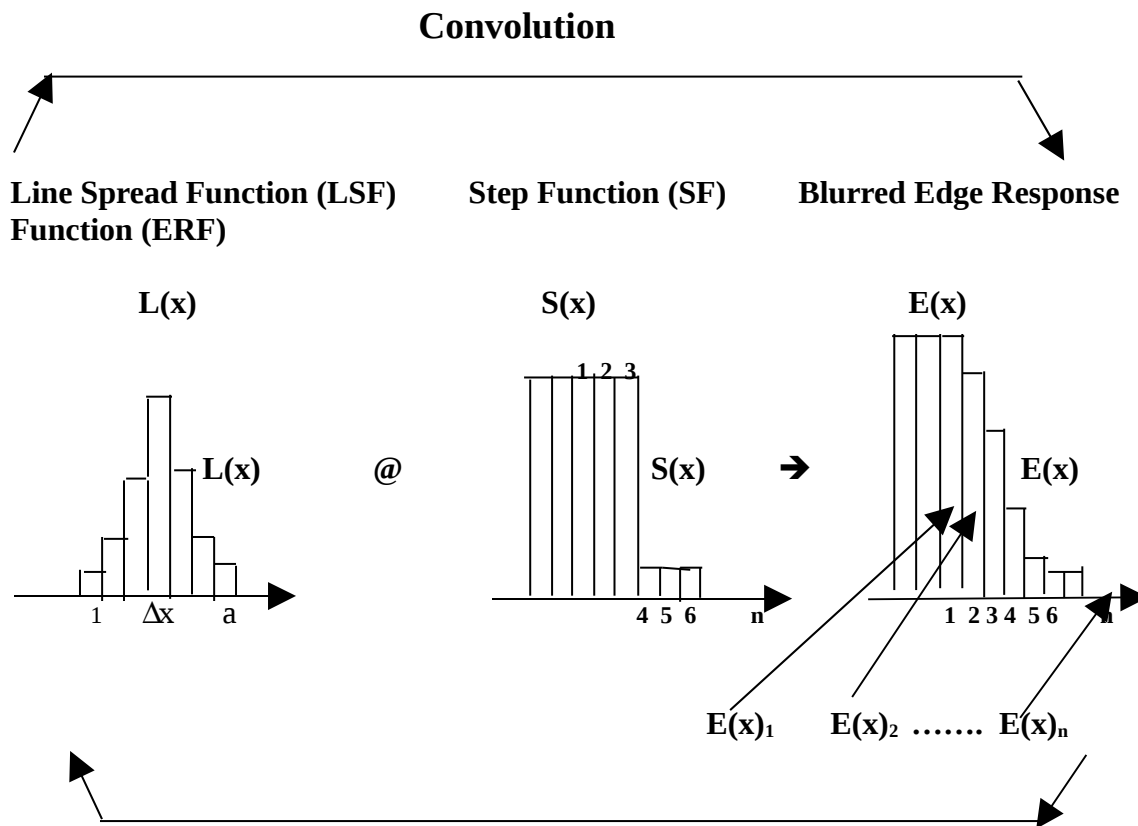 Convolution
Line Spread Function (LSF) Step Function (SF) Blurred Edge Response
Function (ERF)
L(x) S(x) E(x)
1 2 3
L(x) @ S(x) ➔ E(x)
1 Δx a 4 5 6 n 1 2 3 4 5 6 n
E(x)₁ E(x)₂ ……. E(x)ₙ